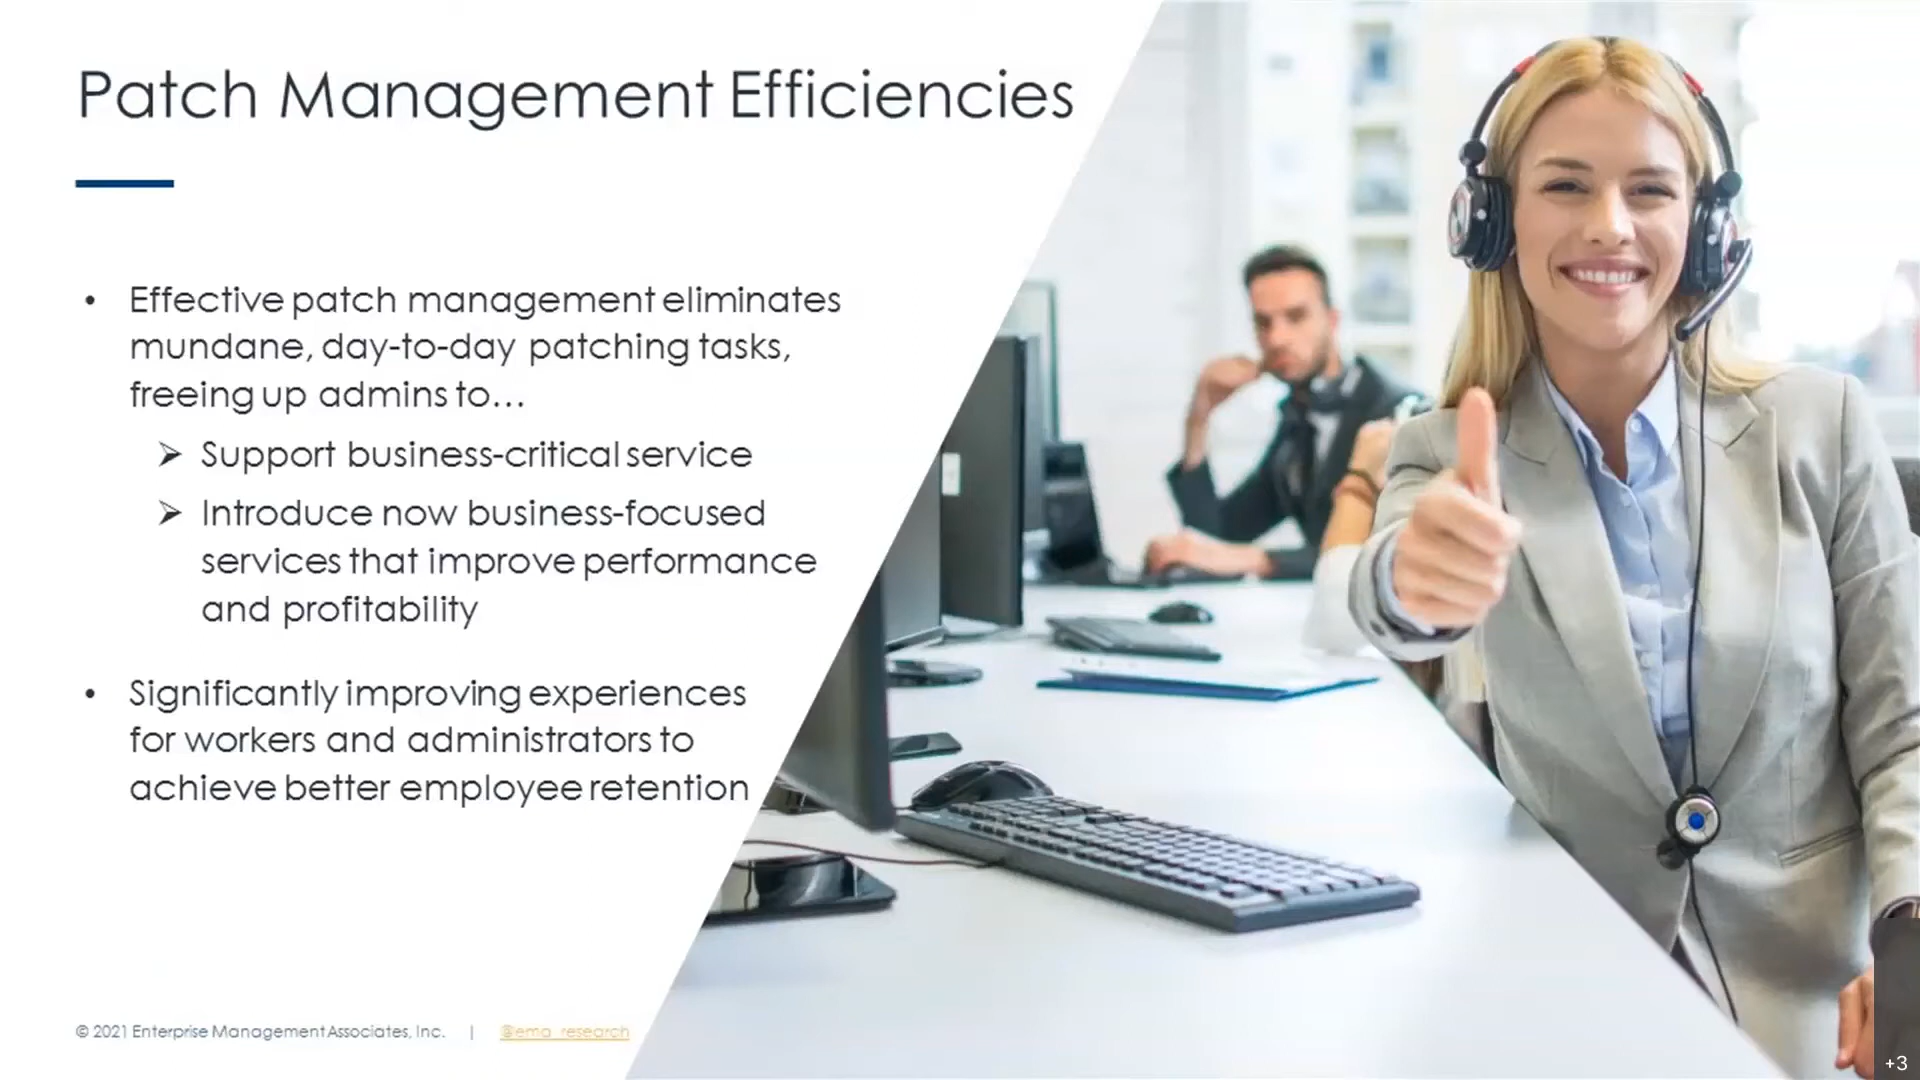 Patch Management Efficiencies
• Effective patch management eliminates
mundane, day-to-day patching tasks,
freeing up admins to…
➢ Support business-critical service
➢ Introduce now business-focused
services that improve performance
and profitability
• Significantly improving experiences
for workers and administrators to
achieve better employee retention
© 2021 Enterprise Management Associates, Inc. | @ema_research
+3